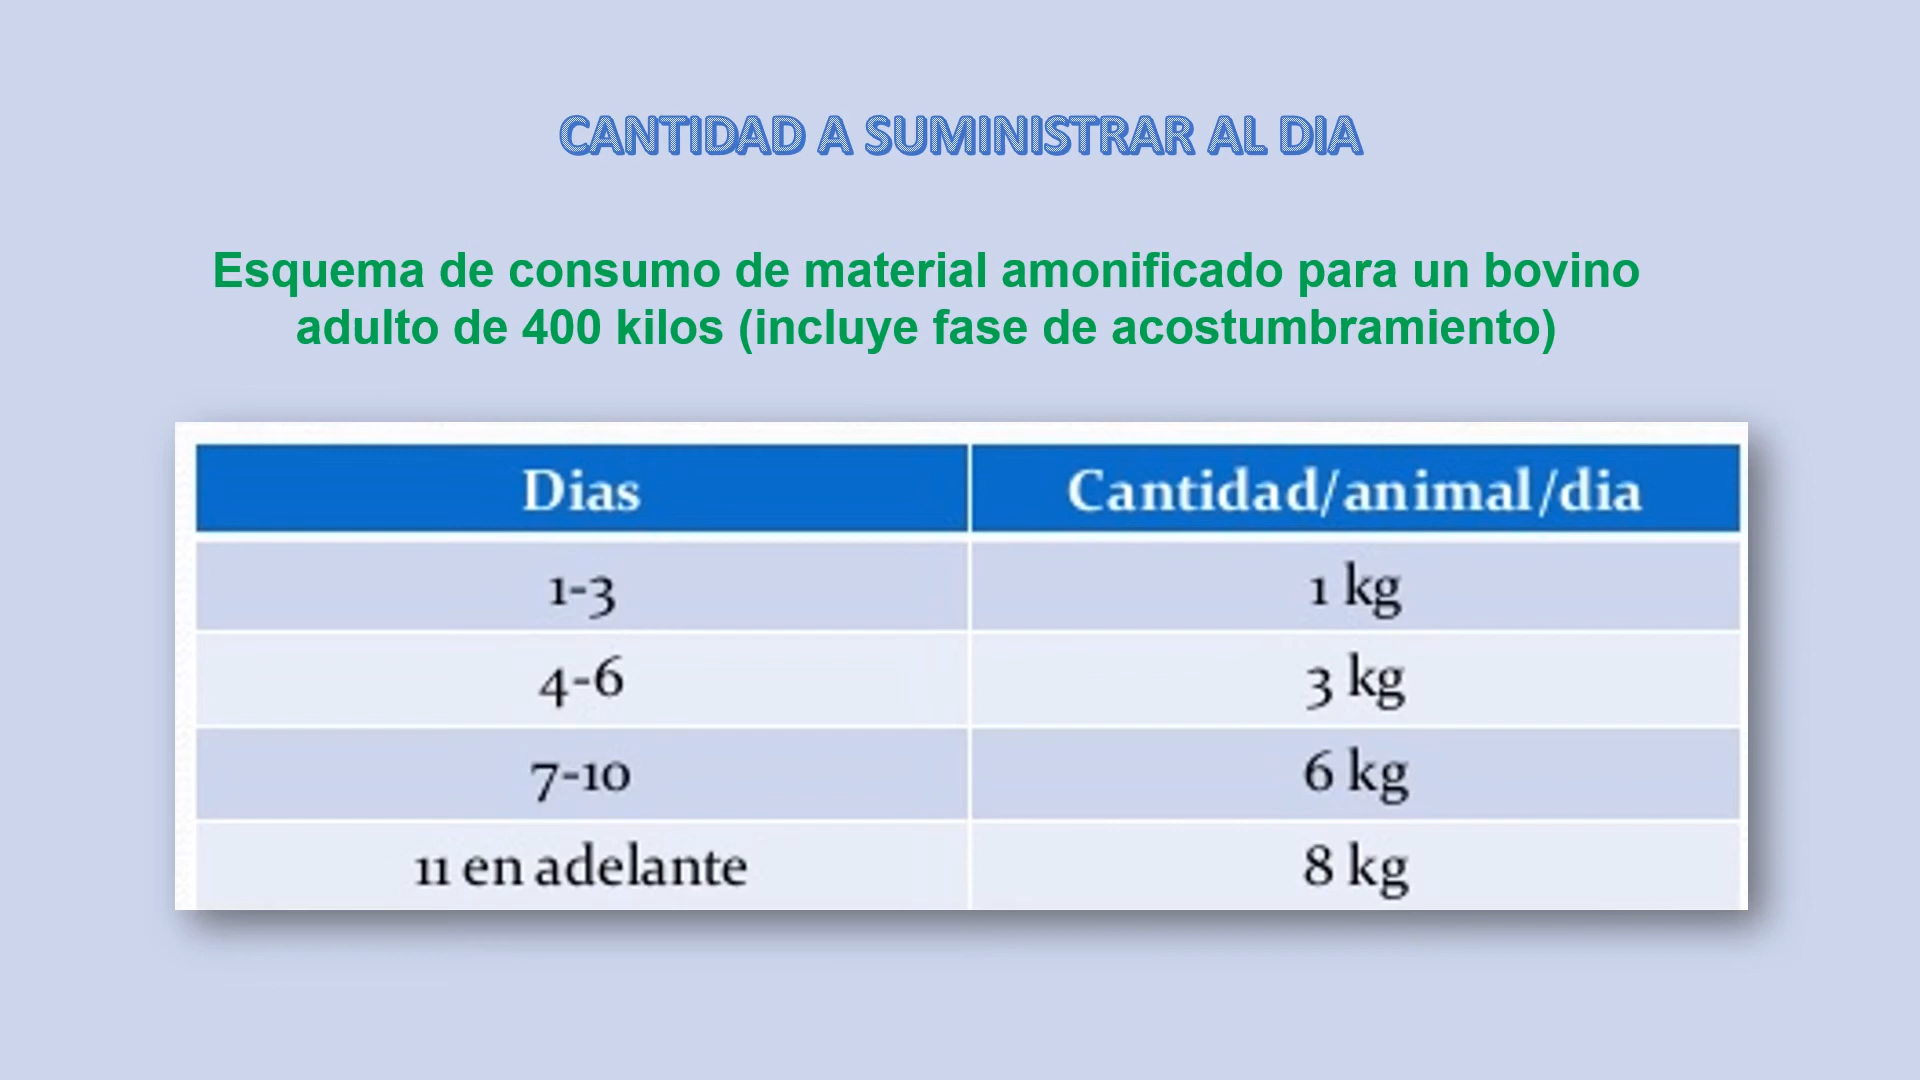 CANTIDAD A SUMINISTRAR AL DIA
Esquema de consumo de material amonificado para un bovino
adulto de 400 kilos (incluye fase de acostumbramiento)
Dias Cantidad/animal/dia
1-3 1 kg
4-6 3 kg
7-10 6 kg
11 en adelante 8 kg